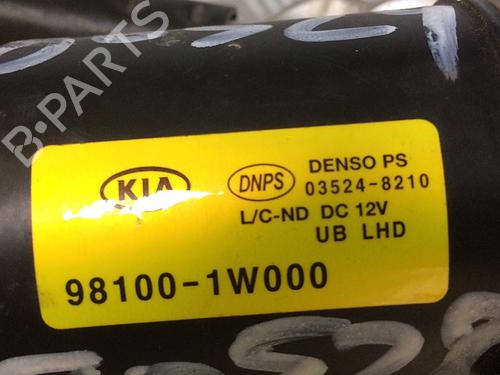 B-PARTS
KIA
DNPS
DENSO PS
03524-8210
L/C-ND DC 12V
UB LHD
98100-1W000